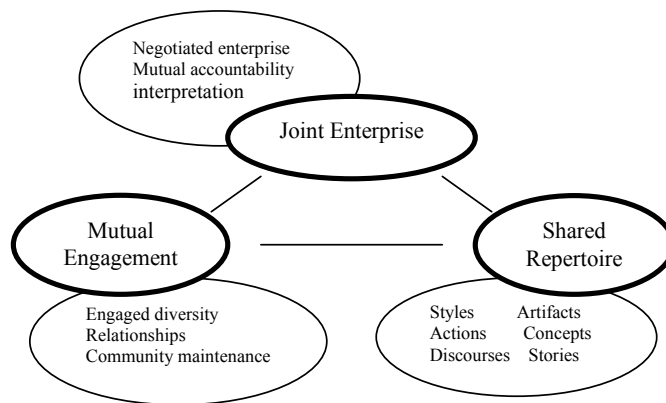 Negotiated enterprise
Mutual accountability
interpretation
Joint Enterprise
Mutual
Engagement
Shared
Repertoire
Engaged diversity
Relationships
Community maintenance
Styles Artifacts
Actions Concepts
Discourses Stories